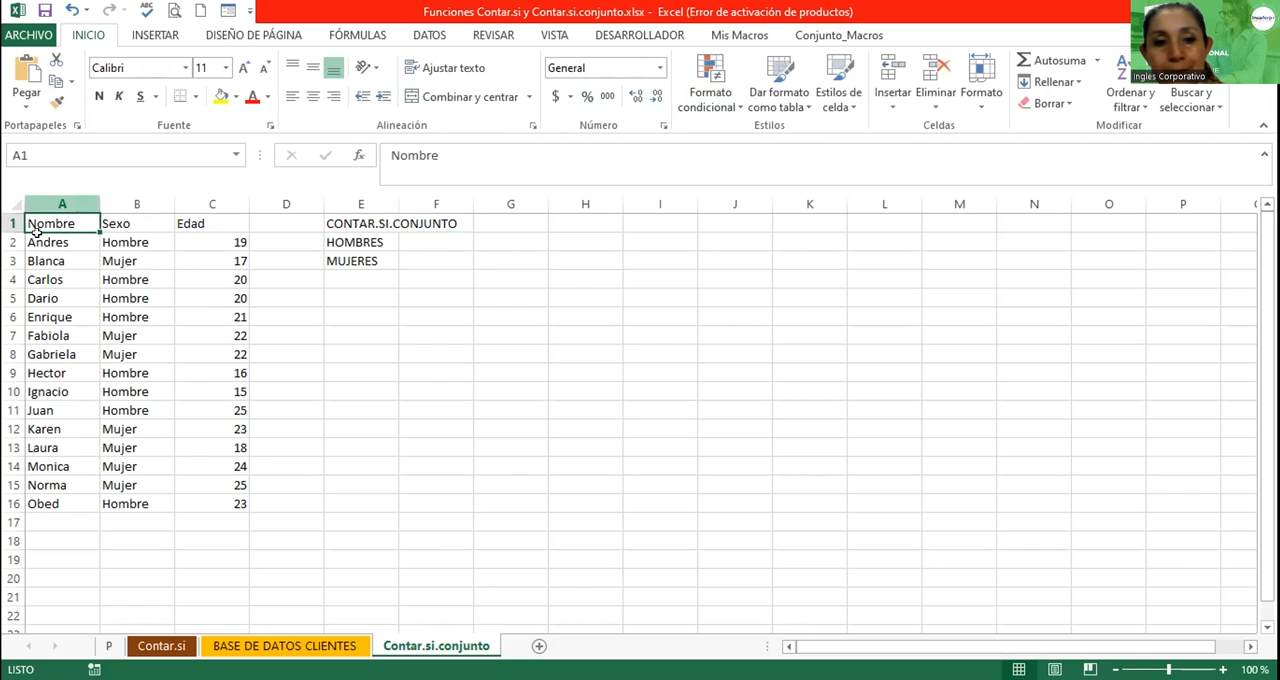 Funciones Contar.si y Contar.si.conjunto.xlsx - Excel (Error de activación de productos)
ARCHIVO INICIO INSERTAR DISEÑO DE PÁGINA FÓRMULAS DATOS REVISAR VISTA DESARROLLADOR Mis Macros Conjunto_Macros
Ingles Corporativo
Pegar
Calibri 11
N K S
Ajustar texto
Combinar y centrar
General
$ % 000
Formato condicional
Dar formato como tabla
Estilos de celda
Insertar Eliminar Formato
Autosuma
Rellenar
Borrar
Ordenar y filtrar
Buscar y seleccionar
Portapapeles Fuente Alineación Número Estilos Celdas Modificar
A1 fx Nombre
A B C D E F G H I J K L M N O P
1 Nombre Sexo Edad CONTAR.SI.CONJUNTO
2 Andres Hombre 19 HOMBRES
3 Blanca Mujer 17 MUJERES
4 Carlos Hombre 20
5 Dario Hombre 20
6 Enrique Hombre 21
7 Fabiola Mujer 22
8 Gabriela Mujer 22
9 Hector Hombre 16
10 Ignacio Hombre 15
11 Juan Hombre 25
12 Karen Mujer 23
13 Laura Mujer 18
14 Monica Mujer 24
15 Norma Mujer 25
16 Obed Hombre 23
17
18
19
20
21
22
P Contar.si BASE DE DATOS CLIENTES Contar.si.conjunto
LISTO 100 %